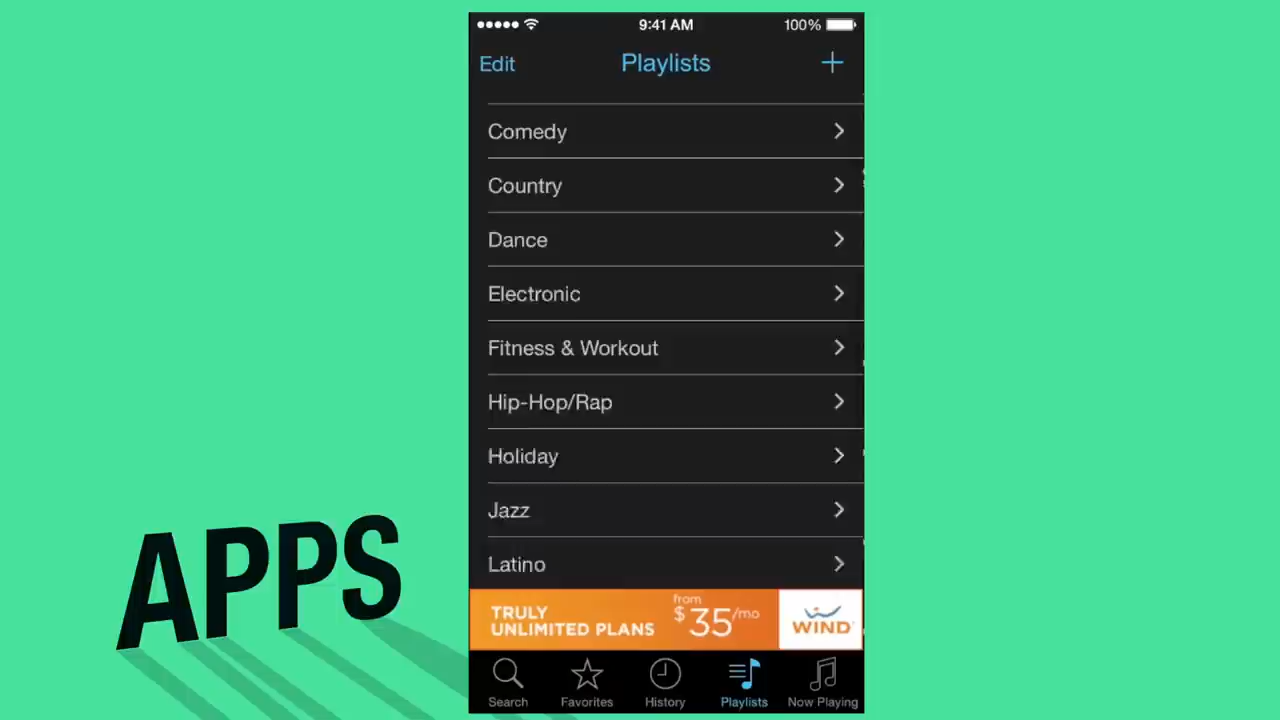 9:41 AM
100%
Edit
Playlists
Comedy
Country
Dance
Electronic
Fitness & Workout
Hip-Hop/Rap
Holiday
Jazz
Latino
APPS
TRULY
UNLIMITED PLANS
from
$35/mo
WIND
Search
Favorites
History
Playlists
Now Playing